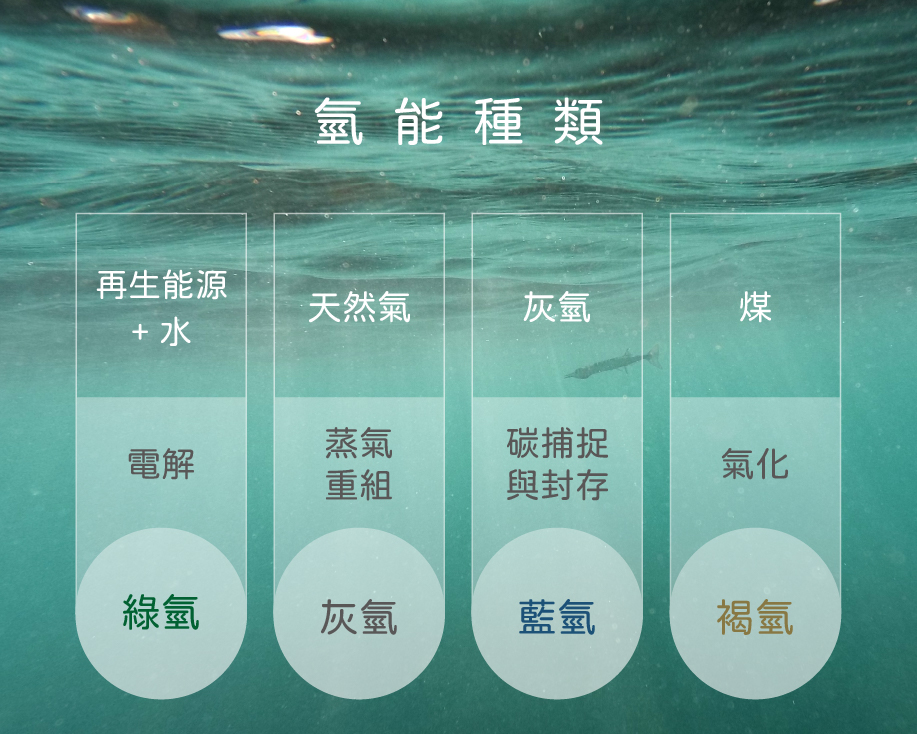 氫能種類
再生能源
+ 水
電解
綠氫
天然氣
蒸氣
重組
灰氫
灰氫
碳捕捉
與封存
藍氫
煤
氣化
褐氫